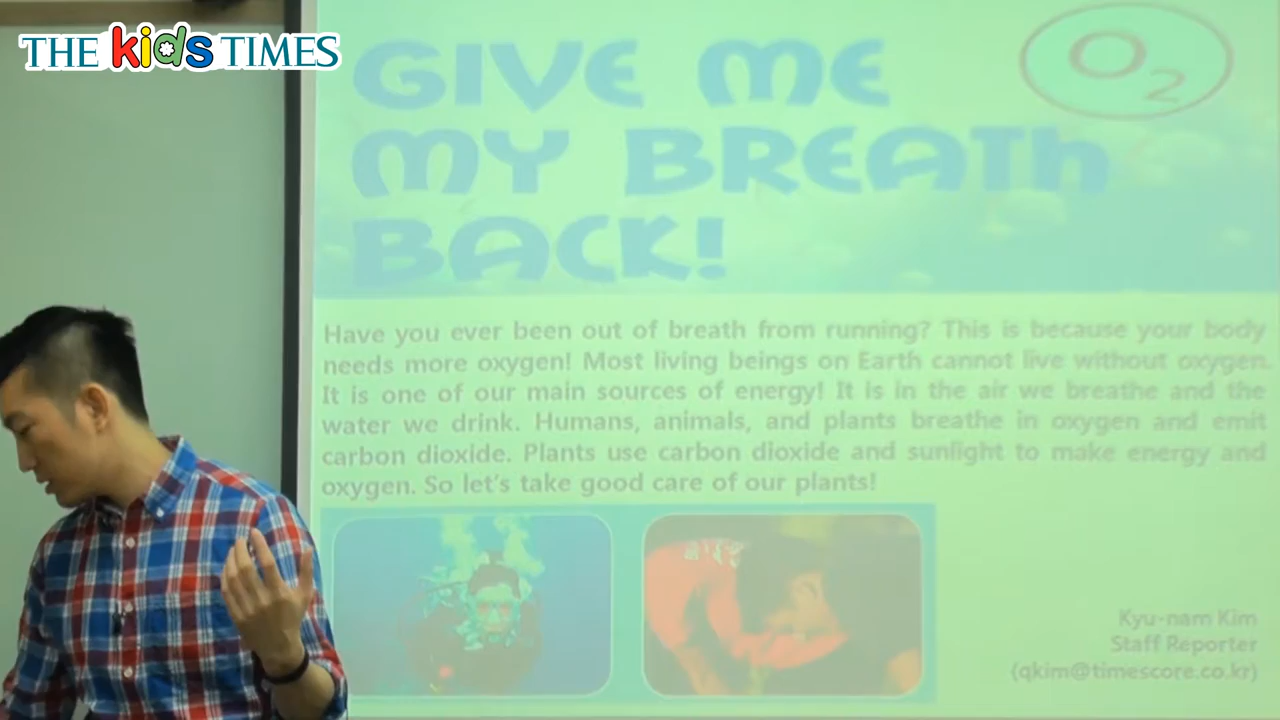 THE kids TIMES
GIVE ME
MY BREATH
BACK!
O2
Have you ever been out of breath from running? This is because your body
needs more oxygen! Most living beings on Earth cannot live without oxygen.
It is one of our main sources of energy! It is in the air we breathe and the
water we drink. Humans, animals, and plants breathe in oxygen and emit
carbon dioxide. Plants use carbon dioxide and sunlight to make energy and
oxygen. So let's take good care of our plants!
Kyu-nam Kim
Staff Reporter
(qkim@timescore.co.kr)